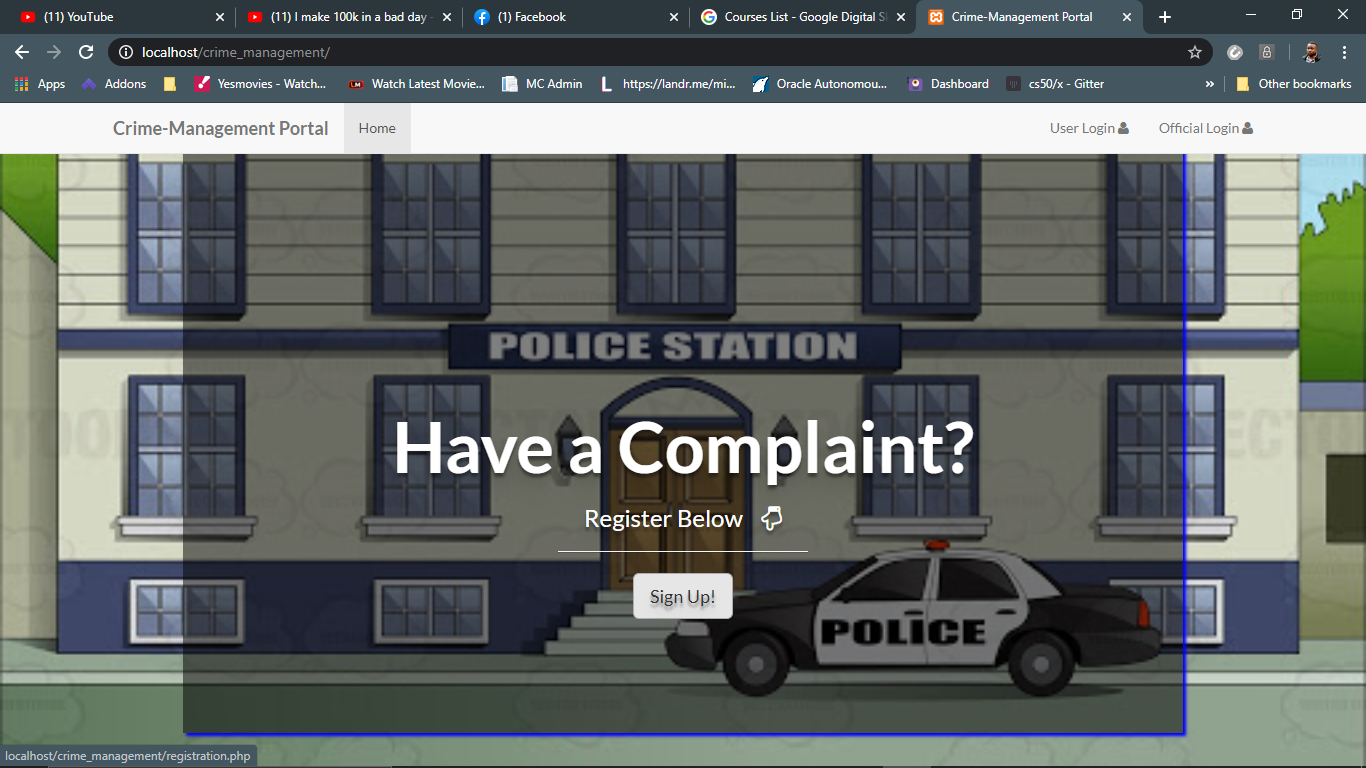 (11) YouTube
(11) I make 100k in a bad day -
(1) Facebook
Courses List - Google Digital S
Crime-Management Portal
localhost/crime_management/
Apps
Addons
Yesmovies - Watch...
Watch Latest Movie...
MC Admin
https://landr.me/mi...
Oracle Autonomou...
Dashboard
cs50/x - Gitter
»
Other bookmarks
Crime-Management Portal
Home
User Login
Official Login
POLICE STATION
Have a Complaint?
Register Below
Sign Up!
POLICE
localhost/crime_management/registration.php